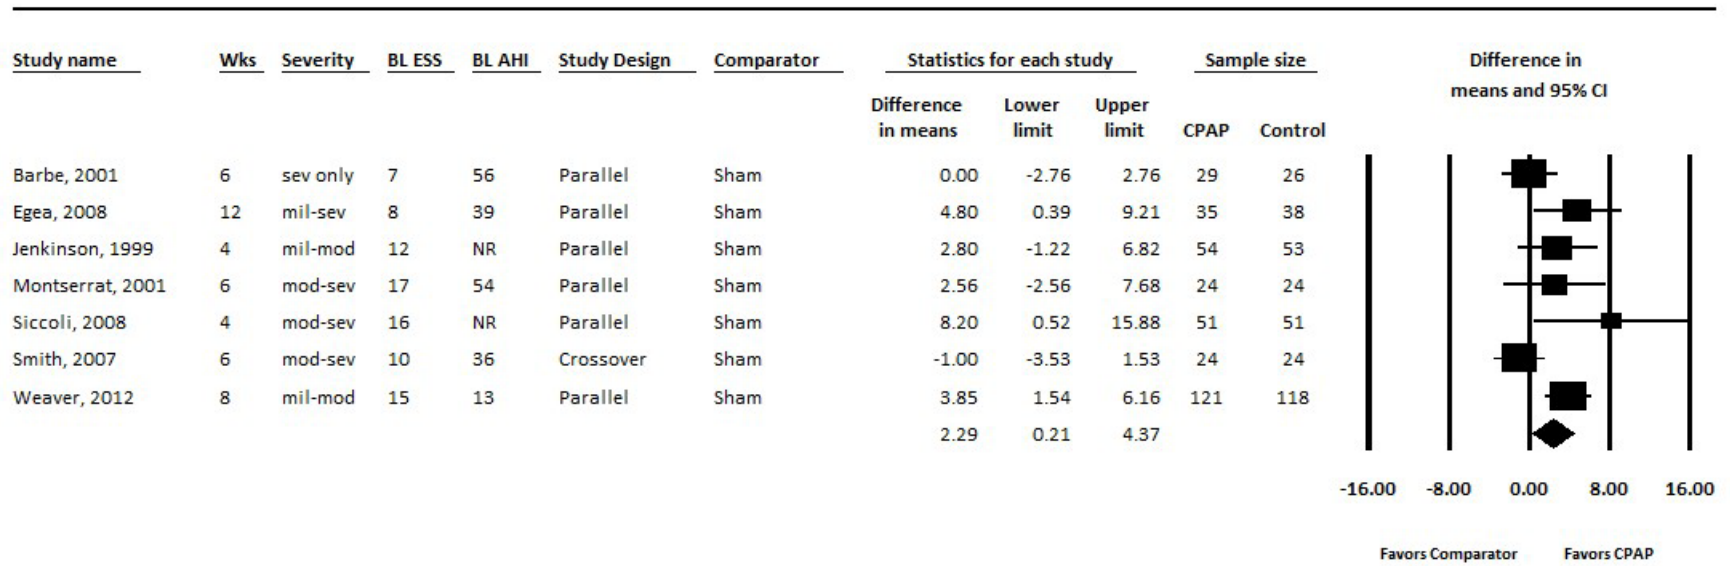 Study name Wks Severity BL ESS BL AHI Study Design Comparator Statistics for each study Sample size Difference in
means and 95% CI
Difference Lower Upper
in means limit limit CPAP Control
Barbe, 2001 6 sev only 7 56 Parallel Sham 0.00 -2.76 2.76 29 26
Egea, 2008 12 mil-sev 8 39 Parallel Sham 4.80 0.39 9.21 35 38
Jenkinson, 1999 4 mil-mod 12 NR Parallel Sham 2.80 -1.22 6.82 54 53
Montserrat, 2001 6 mod-sev 17 54 Parallel Sham 2.56 -2.56 7.68 24 24
Siccoli, 2008 4 mod-sev 16 NR Parallel Sham 8.20 0.52 15.88 51 51
Smith, 2007 6 mod-sev 10 36 Crossover Sham -1.00 -3.53 1.53 24 24
Weaver, 2012 8 mil-mod 15 13 Parallel Sham 3.85 1.54 6.16 121 118
2.29 0.21 4.37
-16.00 -8.00 0.00 8.00 16.00
Favors Comparator Favors CPAP